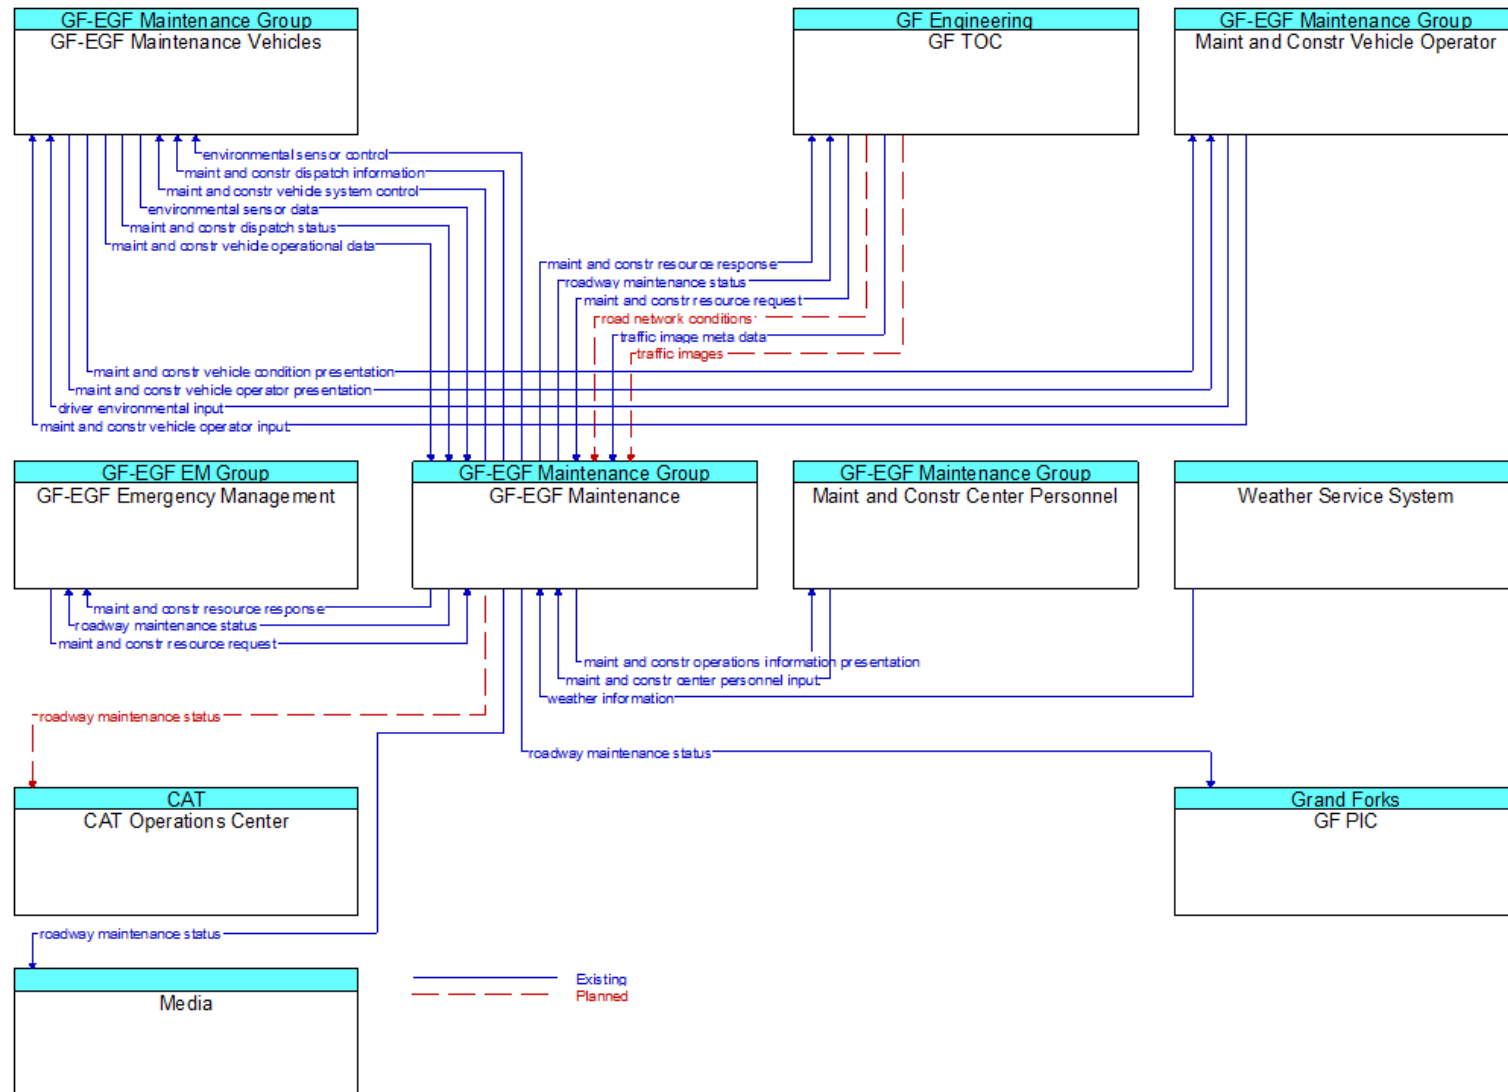 GF-EGF Maintenance Group
GF-EGF Maintenance Vehicles
GF Engineering
GF TOC
GF-EGF Maintenance Group
Maint and Constr Vehicle Operator
environmental sensor control
maint and constr dispatch information
maint and constr vehicle system control
environmental sensor data
maint and constr dispatch status
maint and constr vehicle operational data
maint and constr resource response
roadway maintenance status
maint and constr resource request
road network conditions
traffic image meta data
traffic images
maint and constr vehicle condition presentation
maint and constr vehicle operator presentation
driver environmental input
maint and constr vehicle operator input
GF-EGF EM Group
GF-EGF Emergency Management
GF-EGF Maintenance Group
GF-EGF Maintenance
GF-EGF Maintenance Group
Maint and Constr Center Personnel
Weather Service System
maint and constr resource response
roadway maintenance status
maint and constr resource request
maint and constr operations information presentation
maint and constr center personnel input
weather information
roadway maintenance status
roadway maintenance status
CAT
CAT Operations Center
Grand Forks
GF PIC
roadway maintenance status
Media
Existing
Planned